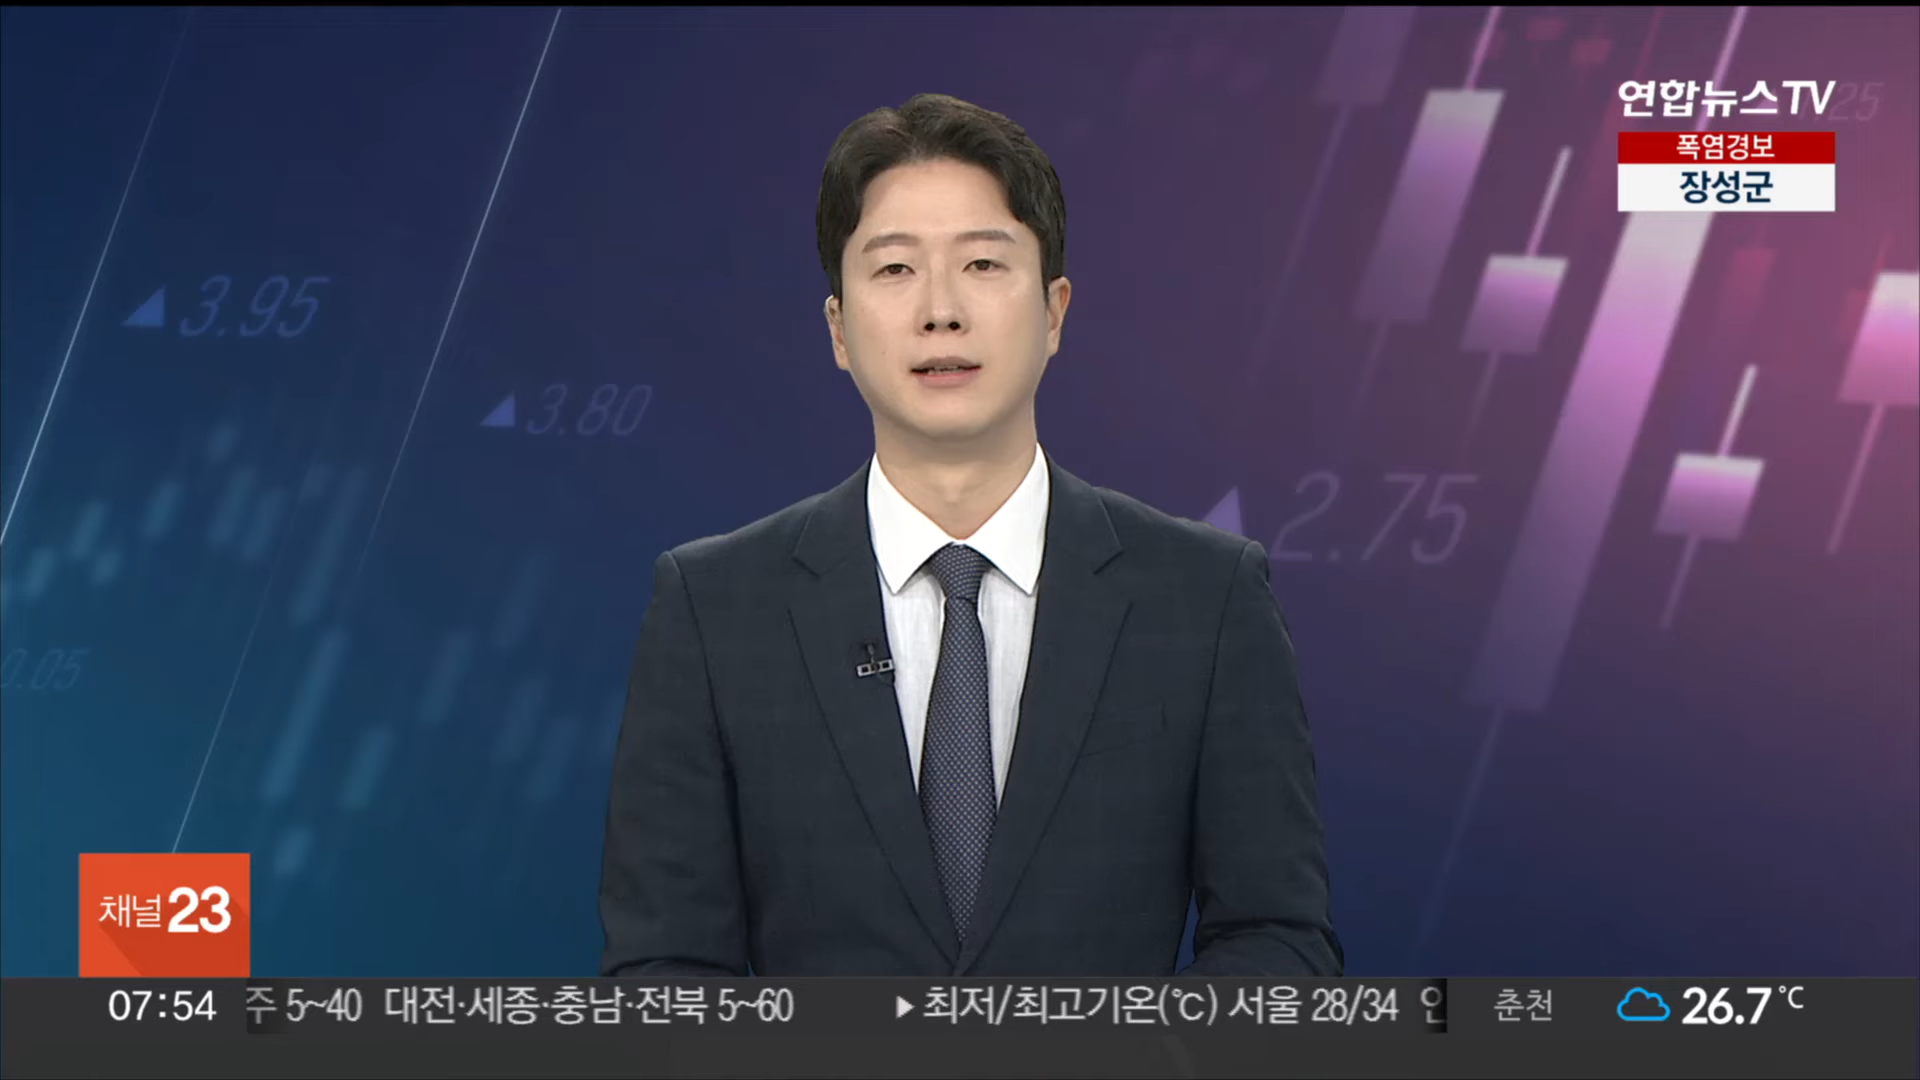 연합뉴스TV
폭염경보
장성군
▲3.95
▲3.80
▲2.75
0.05
채널23
07:54 주 5~40 대전·세종·충남·전북 5~60 ▶최저/최고기온(℃) 서울 28/34 춘천 26.7℃